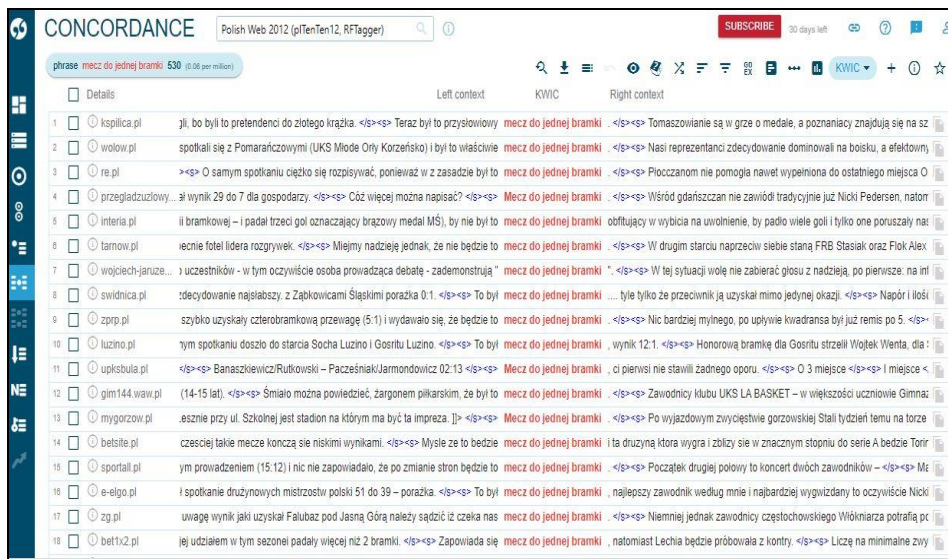 CONCORDANCE Polish Web 2012 (plTenTen12, RFTagger) SUBSCRIBE 30 days left
phrase mecz do jednej bramki 530 (0.06 per million) KWIC
Details Left context KWIC Right context
1 kspilica.pl gli, bo byli to pretendenci do złotego krążka. </s><s> Teraz był to przysłowiowy mecz do jednej bramki . </s><s> Tomaszowianie są w grze o medale, a poznaniacy znajdują się na sz
2 wolow.pl spotkali się z Pomarańczowymi (UKS Młode Orły Korzeńsko) i był to właściwie mecz do jednej bramki . </s><s> Nasi reprezentanci zdecydowanie dominowali na boisku, a efektowny
3 re.pl ><s> O samym spotkaniu ciężko się rozpisywać, ponieważ w z zasadzie był to mecz do jednej bramki . </s><s> Piocczanom nie pomogła nawet wypełniona do ostatniego miejsca O
4 przegladzuzlowy... ał wynik 29 do 7 dla gospodarzy. </s><s> Cóż więcej można napisać? </s><s> Mecz do jednej bramki . </s><s> Wśród gdańszczan nie zawiódł tradycyjnie już Nicki Pedersen, natom
5 interia.pl ii bramkowej – i padał trzeci gol oznaczający brązowy medal MŚ), by nie był to mecz do jednej bramki obfitujący w wybicia na uwolnienie, by padło wiele goli i tylko one poruszały nas
6 tarnow.pl ecnie fotel lidera rozgrywek. </s><s> Miejmy nadzieję jednak, że nie będzie to mecz do jednej bramki . </s><s> W drugim starciu naprzeciw siebie staną FRB Stasiak oraz Flok Alex
7 wojciech-jaruze... o uczestników - w tym oczywiście osoba prowadząca debatę - zademonstrują " mecz do jednej bramki ". </s><s> W tej sytuacji wolę nie zabierać głosu z nadzieją, po pierwsze: na inf
8 swidnica.pl zdecydowanie najsłabszy. z Ząbkowicami Śląskimi porażka 0:1. </s><s> To był mecz do jednej bramki .... tyle tylko że przeciwnik ją uzyskał mimo jedynej okazji. </s><s> Napór i ilość
9 zprp.pl szybko uzyskały czterobramkową przewagę (5:1) i wydawało się, że będzie to mecz do jednej bramki . </s><s> Nic bardziej mylnego, po upływie kwadransa był już remis po 5. </s><
10 luzino.pl ym spotkaniu doszło do starcia Socha Luzino i Gosritu Luzino. </s><s> To był mecz do jednej bramki , wynik 12:1. </s><s> Honorową bramkę dla Gosritu strzelił Wojtek Wenta, dla
11 upksbula.pl </s><s> Banaszkiewicz/Rutkowski – Pacześniak/Jarmondowicz 02:13 </s><s> Mecz do jednej bramki , ci pierwsi nie stawili żadnego oporu. </s><s> O 3 miejsce </s><s> I miejsce <
12 gim144.waw.pl (14-15 lat). </s><s> Śmiało można powiedzieć, żargonem piłkarskim, że był to mecz do jednej bramki . </s><s> Zawodnicy klubu UKS LA BASKET – w większości uczniowie Gimnaz
13 mygorzow.pl .esznie przy ul. Szkolnej jest stadion na którym ma być ta impreza. ]]> </s><s> Mecz do jednej bramki . </s><s> Po wyjazdowym zwycięstwie gorzowskiej Stali tydzień temu na torze
14 betsite.pl czesciej takie mecze konczą sie niskimi wynikami. </s><s> Mysle ze to bedzie mecz do jednej bramki i ta druzyną ktora wygra i zblizy sie w znacznym stopniu do serie A bedzie Torin
15 sportall.pl ym prowadzeniem (15:12) i nic nie zapowiadało, że po zmianie stron będzie to mecz do jednej bramki . </s><s> Początek drugiej połowy to koncert dwóch zawodników – </s><s> Ma
16 e-elgo.pl ł spotkanie drużynowych mistrzostw polski 51 do 39 – porażka. </s><s> To był mecz do jednej bramki , najlepszy zawodnik według mnie i najbardziej wygwizdany to oczywiście Nicki
17 zg.pl uwagę wynik jaki uzyskał Falubaz pod Jasną Górą należy sądzić iż czeka nas mecz do jednej bramki . </s><s> Niemniej jednak zawodnicy częstochowskiego Włókniarza potrafią po
18 bet1x2.pl jej udziałem w tym sezonei padały więcej niż 2 bramki. </s><s> Zapowiada się mecz do jednej bramki , natomiast Lechia będzie próbowała z kontry. </s><s> Liczę na minimalne zwy